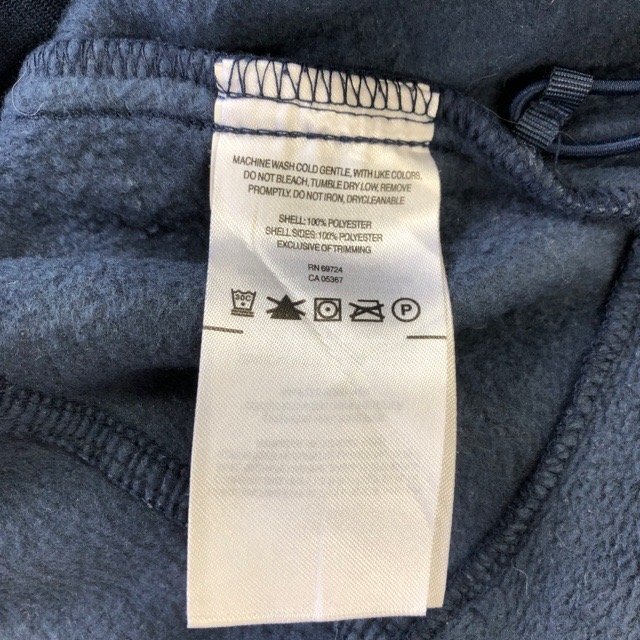 MACHINE WASH COLD GENTLE, WITH LIKE COLORS,
DO NOT BLEACH, TUMBLE DRY LOW, REMOVE
PROMPTLY. DO NOT IRON, DRYCLEANABLE
SHELL: 100% POLYESTER
SHELL SIDES: 100% POLYESTER
EXCLUSIVE OF TRIMMING
RN 69724
CA 05367
30C P